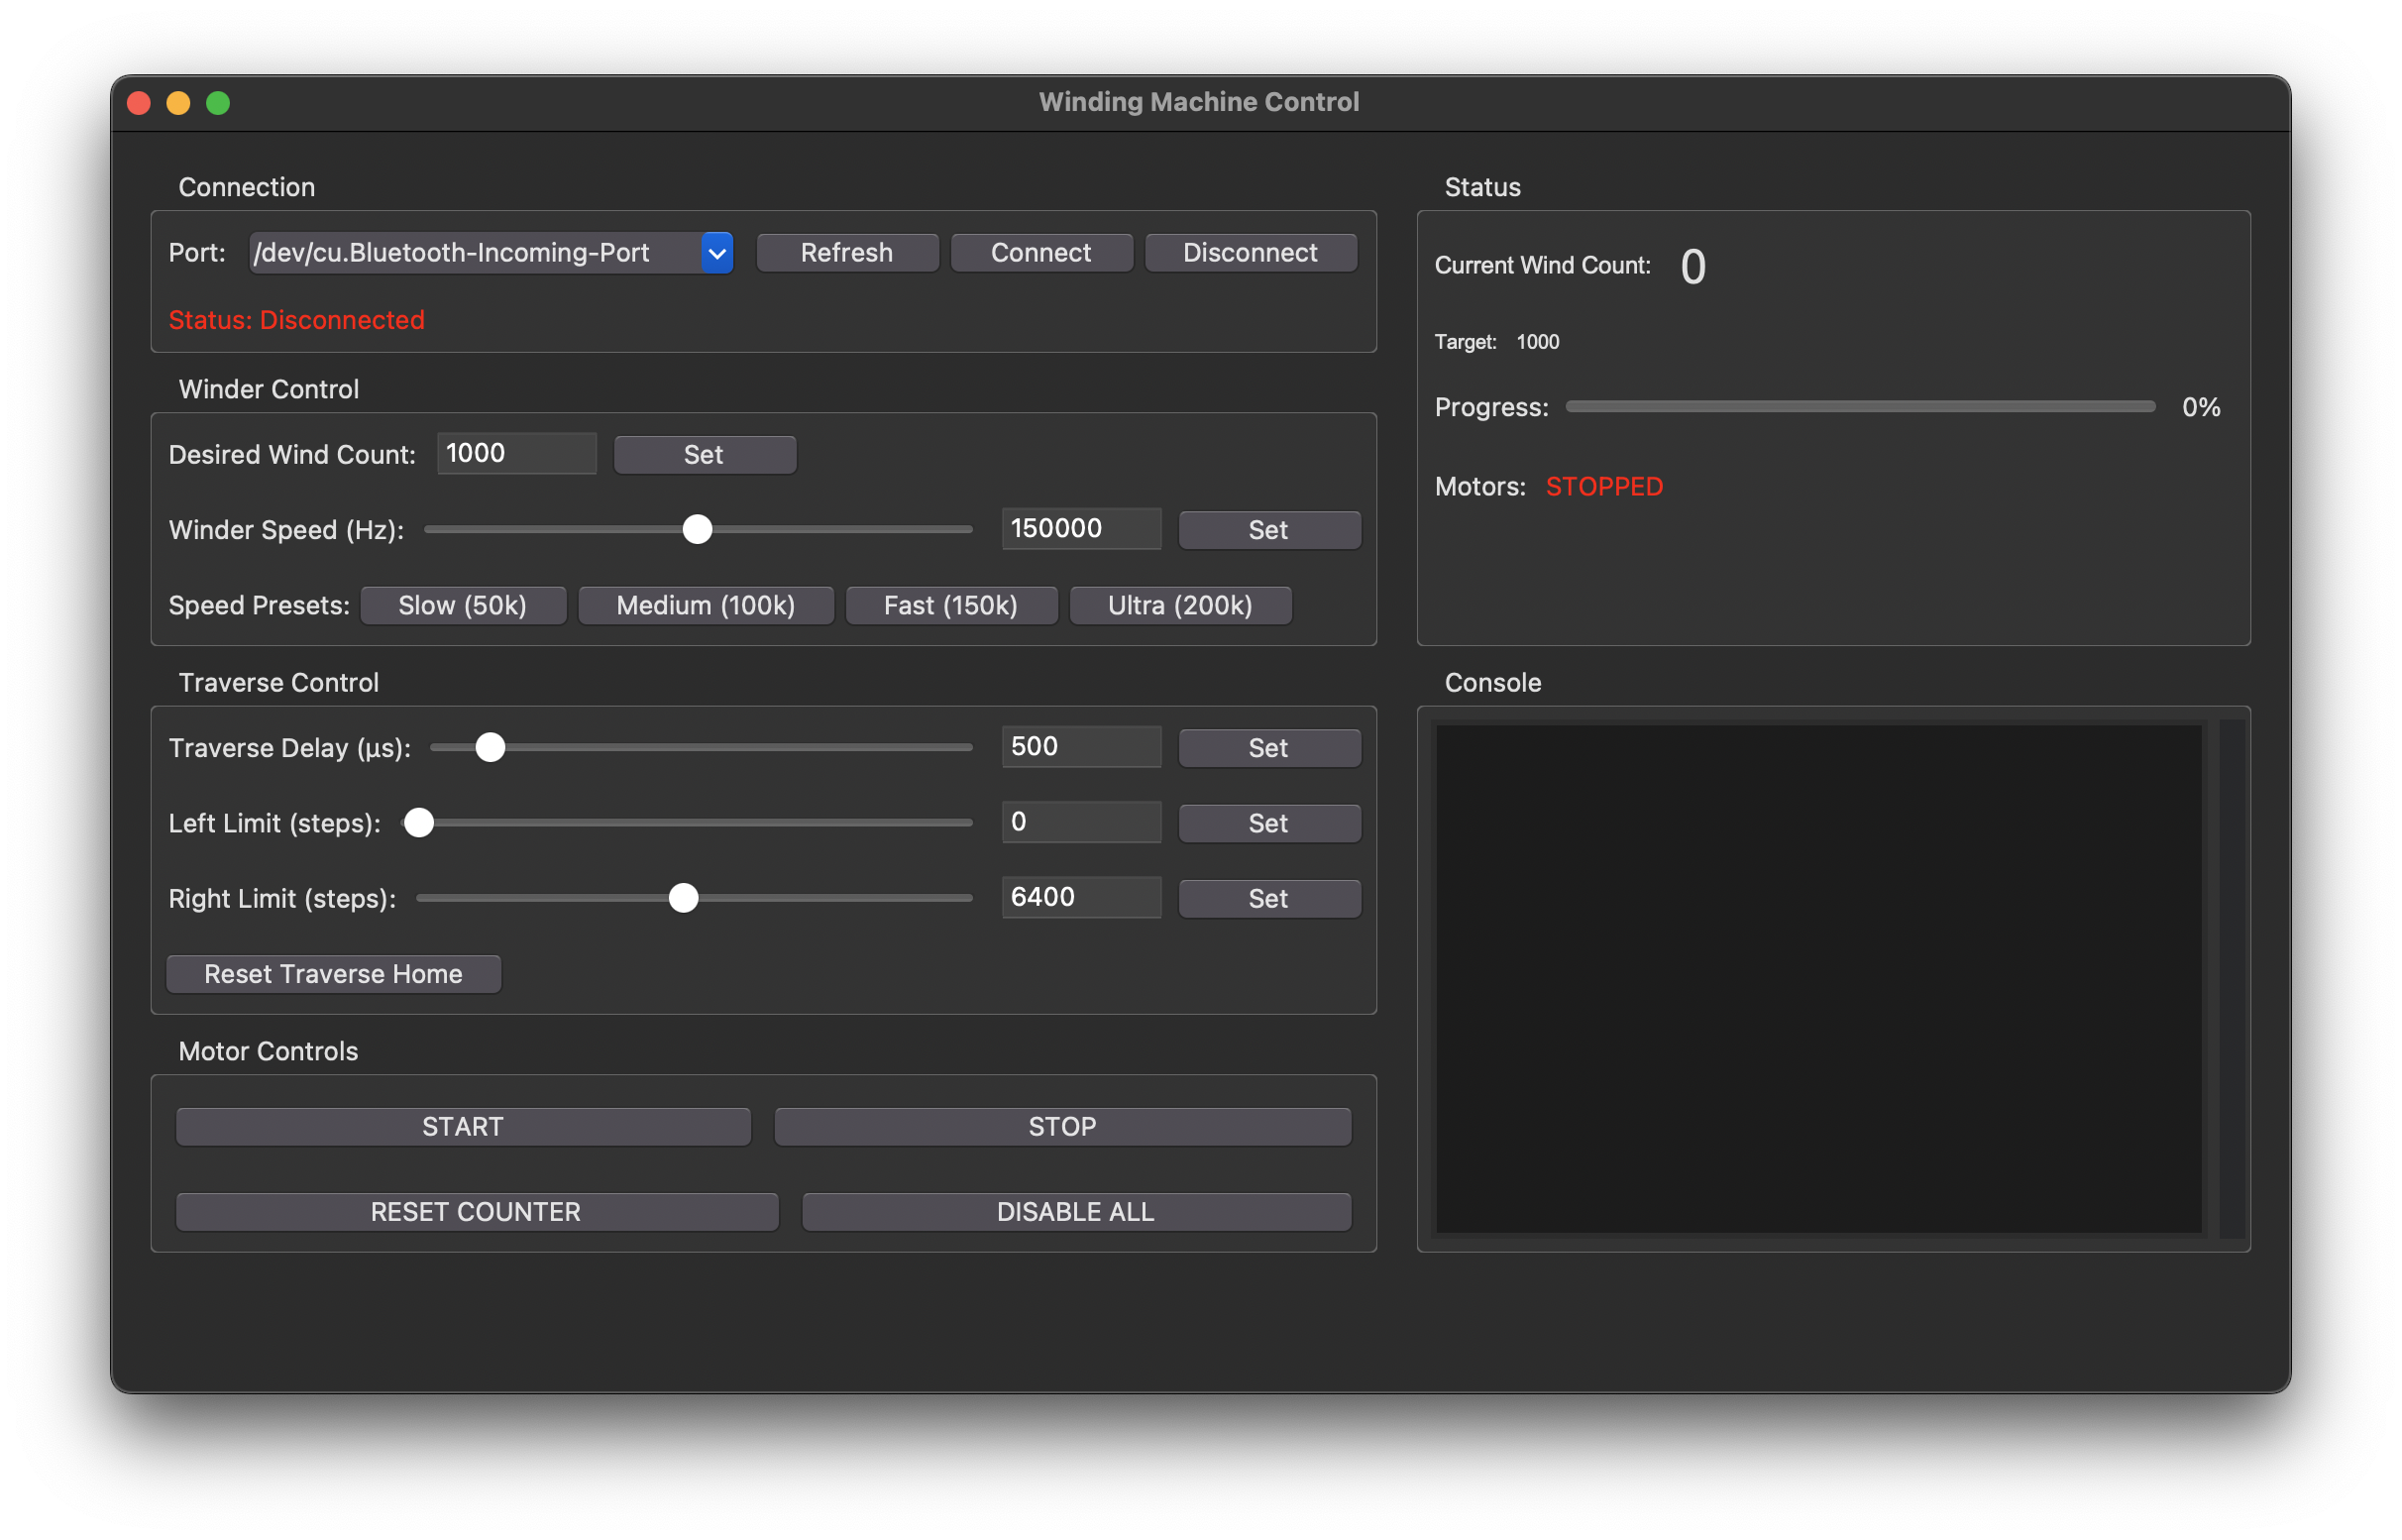 Winding Machine Control
Connection
Port: /dev/cu.Bluetooth-Incoming-Port Refresh Connect Disconnect
Status: Disconnected
Winder Control
Desired Wind Count: 1000 Set
Winder Speed (Hz): 150000 Set
Speed Presets: Slow (50k) Medium (100k) Fast (150k) Ultra (200k)
Traverse Control
Traverse Delay (µs): 500 Set
Left Limit (steps): 0 Set
Right Limit (steps): 6400 Set
Reset Traverse Home
Motor Controls
START STOP
RESET COUNTER DISABLE ALL
Status
Current Wind Count: 0
Target: 1000
Progress: 0%
Motors: STOPPED
Console